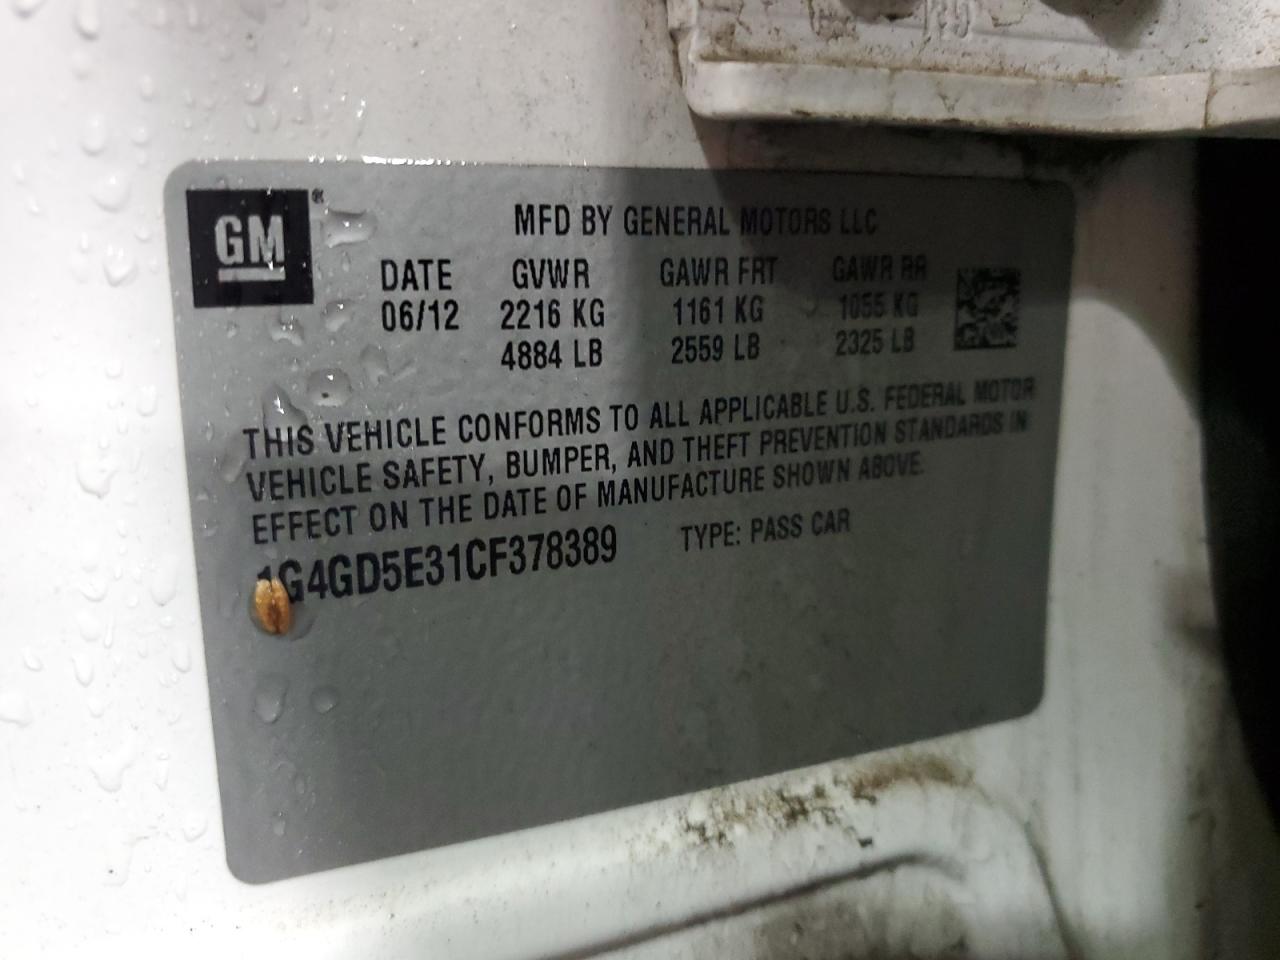 GM ®
MFD BY GENERAL MOTORS LLC
DATE GVWR GAWR FRT GAWR RR
06/12 2216 KG 1161 KG 1055 KG
4884 LB 2559 LB 2325 LB
THIS VEHICLE CONFORMS TO ALL APPLICABLE U.S. FEDERAL MOTOR
VEHICLE SAFETY, BUMPER, AND THEFT PREVENTION STANDARDS IN
EFFECT ON THE DATE OF MANUFACTURE SHOWN ABOVE.
1G4GD5E31CF378389 TYPE: PASS CAR